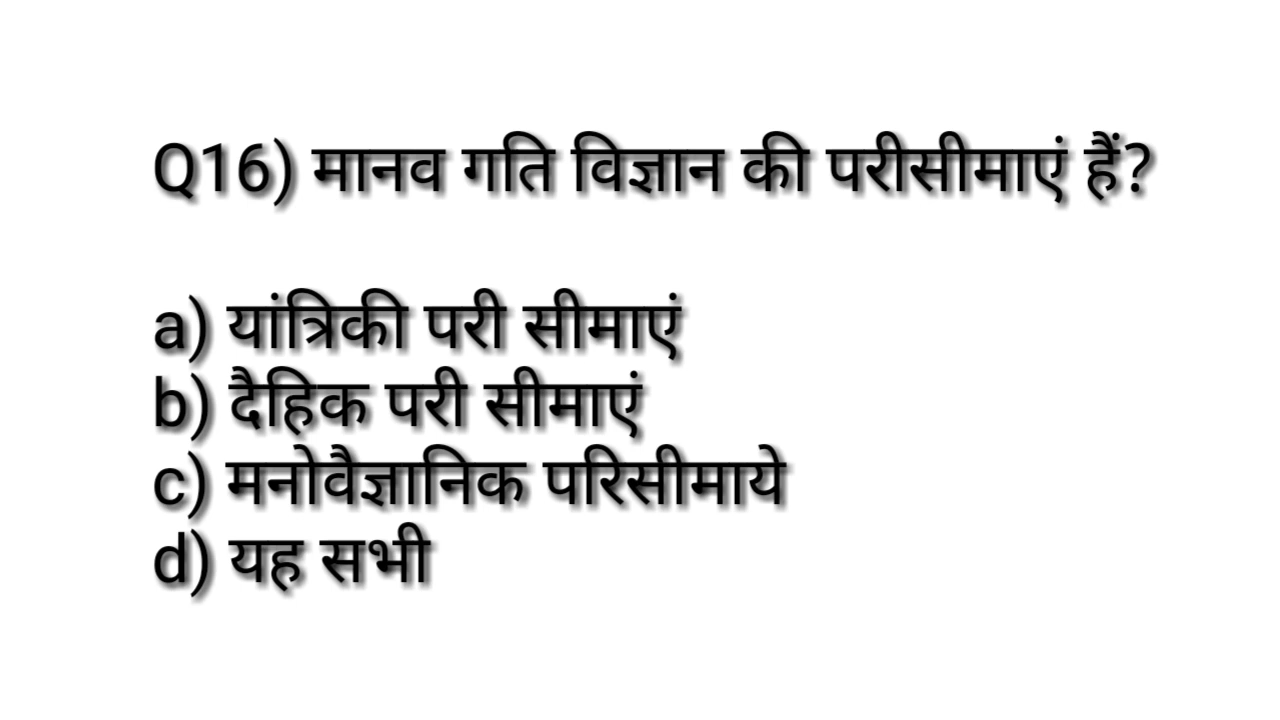 Q16) मानव गति विज्ञान की परीसीमाएं हैं?
a) यांत्रिकी परी सीमाएं
b) दैहिक परी सीमाएं
c) मनोवैज्ञानिक परिसीमाये
d) यह सभी